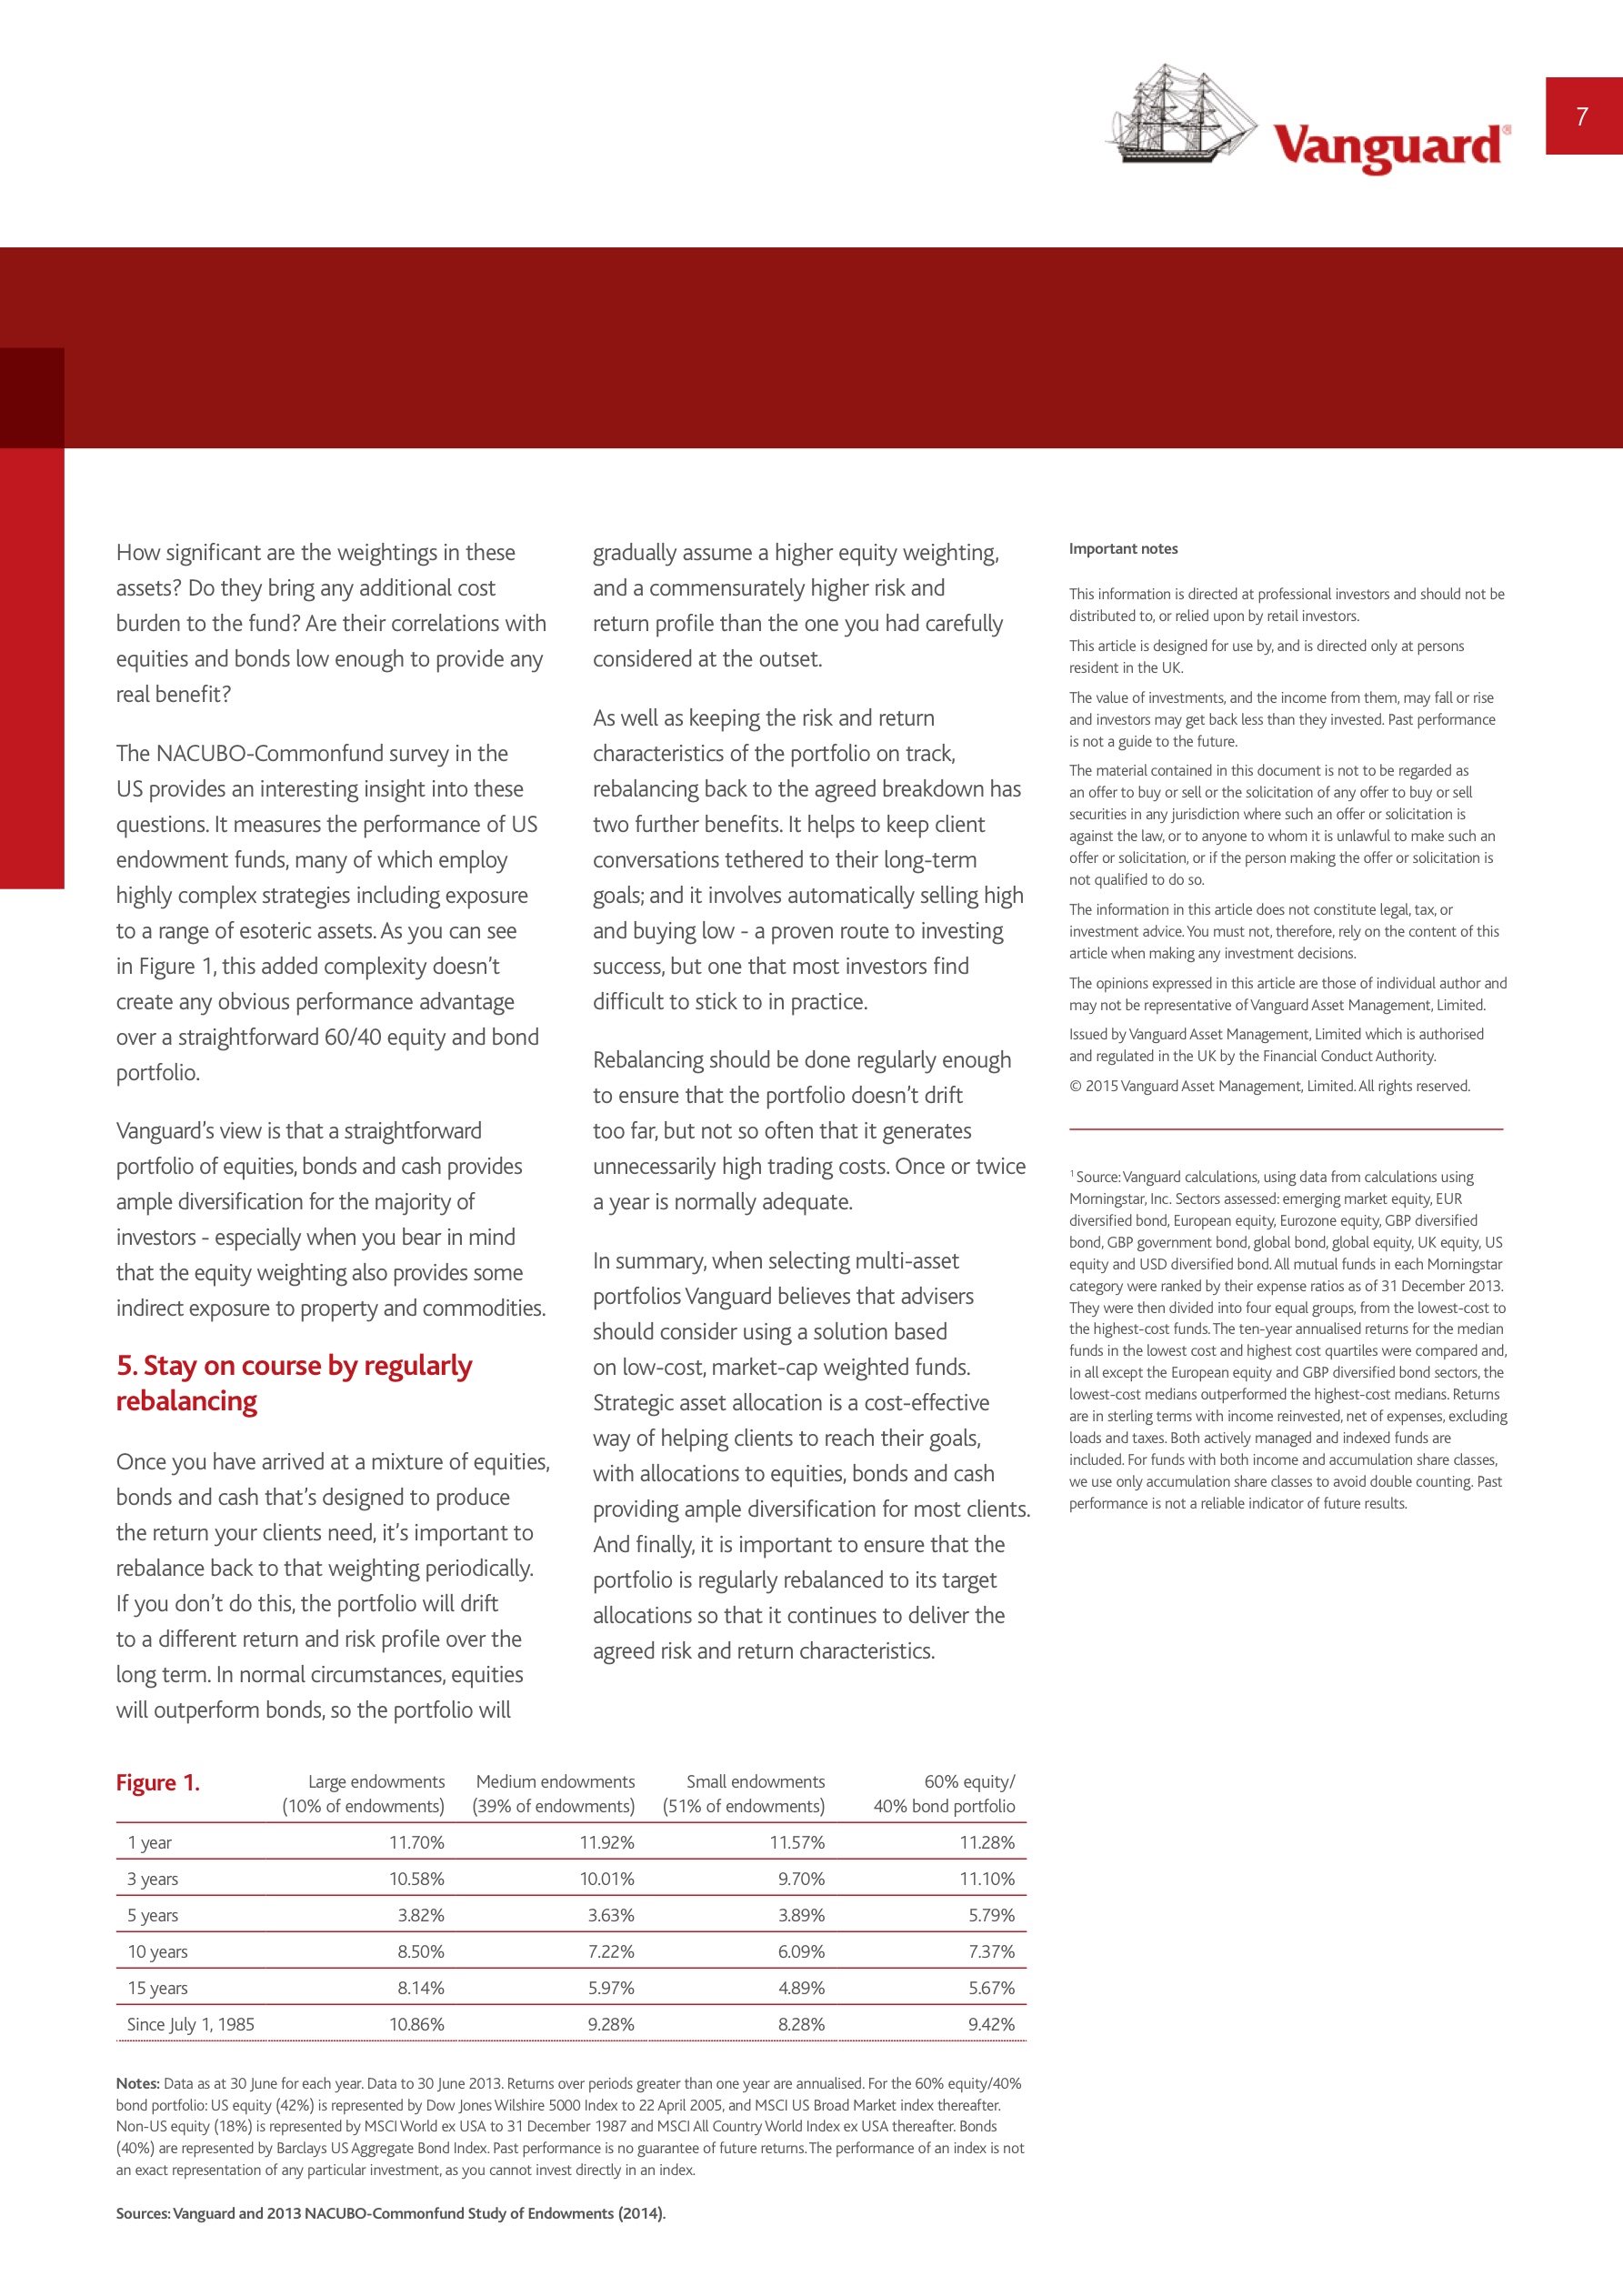 Vanguard®
7
How significant are the weightings in these
assets? Do they bring any additional cost
burden to the fund? Are their correlations with
equities and bonds low enough to provide any
real benefit?
The NACUBO-Commonfund survey in the
US provides an interesting insight into these
questions. It measures the performance of US
endowment funds, many of which employ
highly complex strategies including exposure
to a range of esoteric assets. As you can see
in Figure 1, this added complexity doesn’t
create any obvious performance advantage
over a straightforward 60/40 equity and bond
portfolio.
Vanguard’s view is that a straightforward
portfolio of equities, bonds and cash provides
ample diversification for the majority of
investors - especially when you bear in mind
that the equity weighting also provides some
indirect exposure to property and commodities.
5. Stay on course by regularly
rebalancing
Once you have arrived at a mixture of equities,
bonds and cash that’s designed to produce
the return your clients need, it’s important to
rebalance back to that weighting periodically.
If you don’t do this, the portfolio will drift
to a different return and risk profile over the
long term. In normal circumstances, equities
will outperform bonds, so the portfolio will
gradually assume a higher equity weighting,
and a commensurately higher risk and
return profile than the one you had carefully
considered at the outset.
As well as keeping the risk and return
characteristics of the portfolio on track,
rebalancing back to the agreed breakdown has
two further benefits. It helps to keep client
conversations tethered to their long-term
goals; and it involves automatically selling high
and buying low - a proven route to investing
success, but one that most investors find
difficult to stick to in practice.
Rebalancing should be done regularly enough
to ensure that the portfolio doesn’t drift
too far, but not so often that it generates
unnecessarily high trading costs. Once or twice
a year is normally adequate.
In summary, when selecting multi-asset
portfolios Vanguard believes that advisers
should consider using a solution based
on low-cost, market-cap weighted funds.
Strategic asset allocation is a cost-effective
way of helping clients to reach their goals,
with allocations to equities, bonds and cash
providing ample diversification for most clients.
And finally, it is important to ensure that the
portfolio is regularly rebalanced to its target
allocations so that it continues to deliver the
agreed risk and return characteristics.
Important notes
This information is directed at professional investors and should not be
distributed to, or relied upon by retail investors.
This article is designed for use by, and is directed only at persons
resident in the UK.
The value of investments, and the income from them, may fall or rise
and investors may get back less than they invested. Past performance
is not a guide to the future.
The material contained in this document is not to be regarded as
an offer to buy or sell or the solicitation of any offer to buy or sell
securities in any jurisdiction where such an offer or solicitation is
against the law, or to anyone to whom it is unlawful to make such an
offer or solicitation, or if the person making the offer or solicitation is
not qualified to do so.
The information in this article does not constitute legal, tax, or
investment advice. You must not, therefore, rely on the content of this
article when making any investment decisions.
The opinions expressed in this article are those of individual author and
may not be representative of Vanguard Asset Management, Limited.
Issued by Vanguard Asset Management, Limited which is authorised
and regulated in the UK by the Financial Conduct Authority.
© 2015 Vanguard Asset Management, Limited. All rights reserved.
1 Source: Vanguard calculations, using data from calculations using
Morningstar, Inc. Sectors assessed: emerging market equity, EUR
diversified bond, European equity, Eurozone equity, GBP diversified
bond, GBP government bond, global bond, global equity, UK equity, US
equity and USD diversified bond. All mutual funds in each Morningstar
category were ranked by their expense ratios as of 31 December 2013.
They were then divided into four equal groups, from the lowest-cost to
the highest-cost funds. The ten-year annualised returns for the median
funds in the lowest cost and highest cost quartiles were compared and,
in all except the European equity and GBP diversified bond sectors, the
lowest-cost medians outperformed the highest-cost medians. Returns
are in sterling terms with income reinvested, net of expenses, excluding
loads and taxes. Both actively managed and indexed funds are
included. For funds with both income and accumulation share classes,
we use only accumulation share classes to avoid double counting. Past
performance is not a reliable indicator of future results.
Figure 1. Large endowments Medium endowments Small endowments 60% equity/
(10% of endowments) (39% of endowments) (51% of endowments) 40% bond portfolio
1 year 11.70% 11.92% 11.57% 11.28%
3 years 10.58% 10.01% 9.70% 11.10%
5 years 3.82% 3.63% 3.89% 5.79%
10 years 8.50% 7.22% 6.09% 7.37%
15 years 8.14% 5.97% 4.89% 5.67%
Since July 1, 1985 10.86% 9.28% 8.28% 9.42%
Notes: Data as at 30 June for each year. Data to 30 June 2013. Returns over periods greater than one year are annualised. For the 60% equity/40%
bond portfolio: US equity (42%) is represented by Dow Jones Wilshire 5000 Index to 22 April 2005, and MSCI US Broad Market index thereafter.
Non-US equity (18%) is represented by MSCI World ex USA to 31 December 1987 and MSCI All Country World Index ex USA thereafter. Bonds
(40%) are represented by Barclays US Aggregate Bond Index. Past performance is no guarantee of future returns. The performance of an index is not
an exact representation of any particular investment, as you cannot invest directly in an index.
Sources: Vanguard and 2013 NACUBO-Commonfund Study of Endowments (2014).